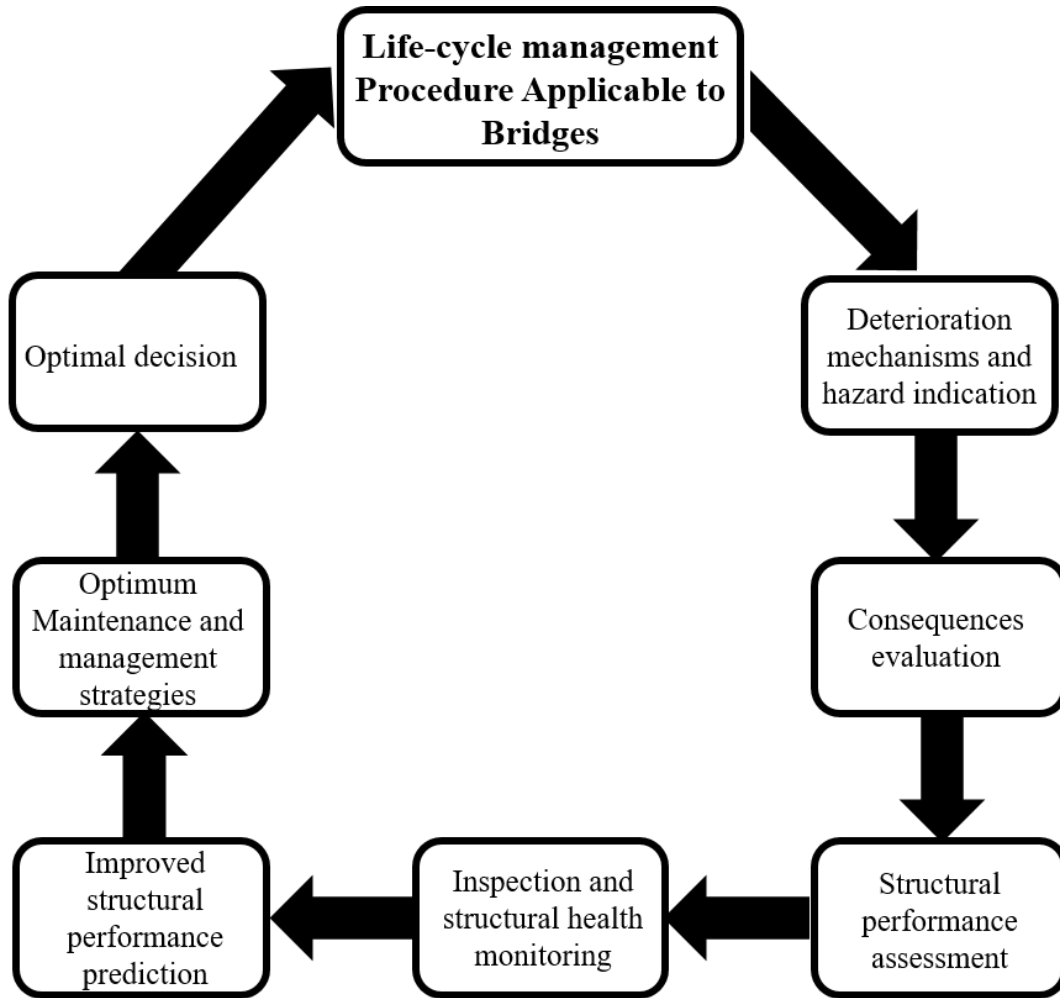 Life-cycle management
Procedure Applicable to
Bridges
Deterioration
mechanisms and
hazard indication
Consequences
evaluation
Structural
performance
assessment
Inspection and
structural health
monitoring
Improved
structural
performance
prediction
Optimum
Maintenance and
management
strategies
Optimal decision